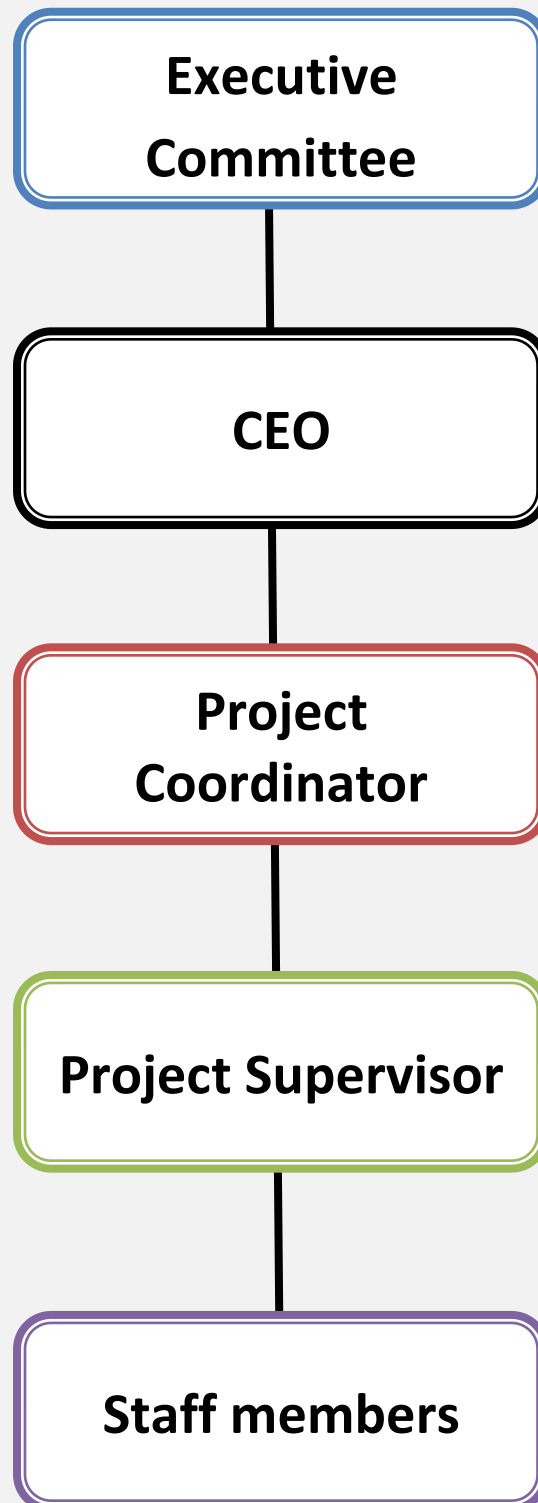 Executive
Committee
CEO
Project
Coordinator
Project Supervisor
Staff members